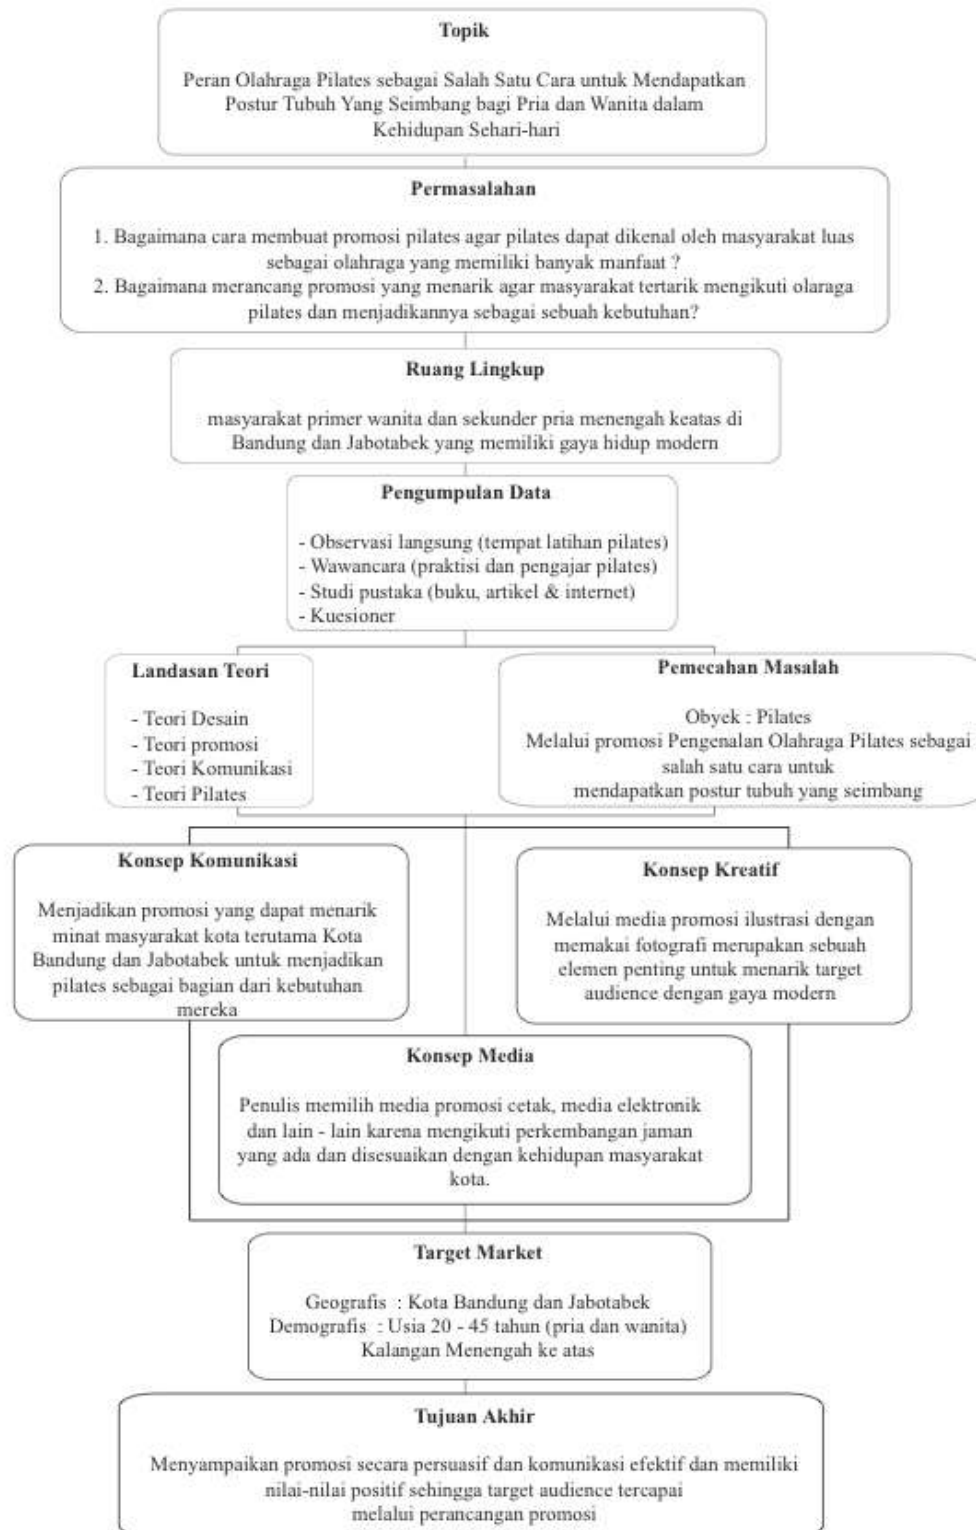 Topik
Peran Olahraga Pilates sebagai Salah Satu Cara untuk Mendapatkan
Postur Tubuh Yang Seimbang bagi Pria dan Wanita dalam
Kehidupan Sehari-hari
Permasalahan
1. Bagaimana cara membuat promosi pilates agar pilates dapat dikenal oleh masyarakat luas
sebagai olahraga yang memiliki banyak manfaat ?
2. Bagaimana merancang promosi yang menarik agar masyarakat tertarik mengikuti olaraga
pilates dan menjadikannya sebagai sebuah kebutuhan?
Ruang Lingkup
masyarakat primer wanita dan sekunder pria menengah keatas di
Bandung dan Jabotabek yang memiliki gaya hidup modern
Pengumpulan Data
- Observasi langsung (tempat latihan pilates)
- Wawancara (praktisi dan pengajar pilates)
- Studi pustaka (buku, artikel & internet)
- Kuesioner
Landasan Teori
- Teori Desain
- Teori promosi
- Teori Komunikasi
- Teori Pilates
Pemecahan Masalah
Obyek : Pilates
Melalui promosi Pengenalan Olahraga Pilates sebagai
salah satu cara untuk
mendapatkan postur tubuh yang seimbang
Konsep Komunikasi
Menjadikan promosi yang dapat menarik
minat masyarakat kota terutama Kota
Bandung dan Jabotabek untuk menjadikan
pilates sebagai bagian dari kebutuhan
mereka
Konsep Kreatif
Melalui media promosi ilustrasi dengan
memakai fotografi merupakan sebuah
elemen penting untuk menarik target
audience dengan gaya modern
Konsep Media
Penulis memilih media promosi cetak, media elektronik
dan lain - lain karena mengikuti perkembangan jaman
yang ada dan disesuaikan dengan kehidupan masyarakat
kota.
Target Market
Geografis : Kota Bandung dan Jabotabek
Demografis : Usia 20 - 45 tahun (pria dan wanita)
Kalangan Menengah ke atas
Tujuan Akhir
Menyampaikan promosi secara persuasif dan komunikasi efektif dan memiliki
nilai-nilai positif sehingga target audience tercapai
melalui perancangan promosi